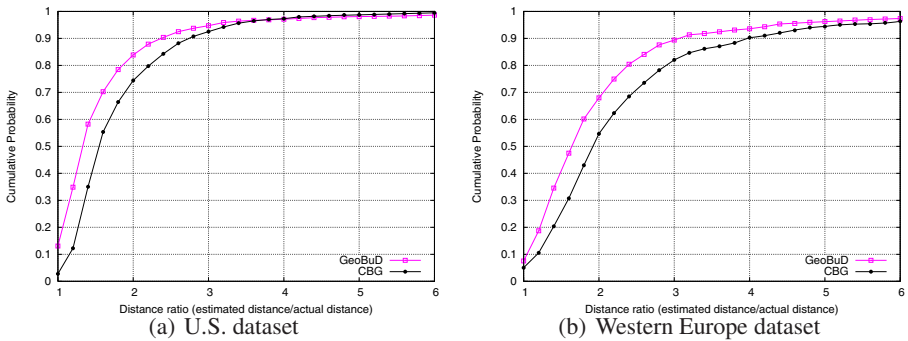 1
0.9
0.8
0.7
0.6
0.5
0.4
0.3
0.2
0.1
0
Cumulative Probability
GeoBuD
CBG
1 2 3 4 5 6
Distance ratio (estimated distance/actual distance)
(a) U.S. dataset
1
0.9
0.8
0.7
0.6
0.5
0.4
0.3
0.2
0.1
0
Cumulative Probability
GeoBuD
CBG
1 2 3 4 5 6
Distance ratio (estimated distance/actual distance)
(b) Western Europe dataset